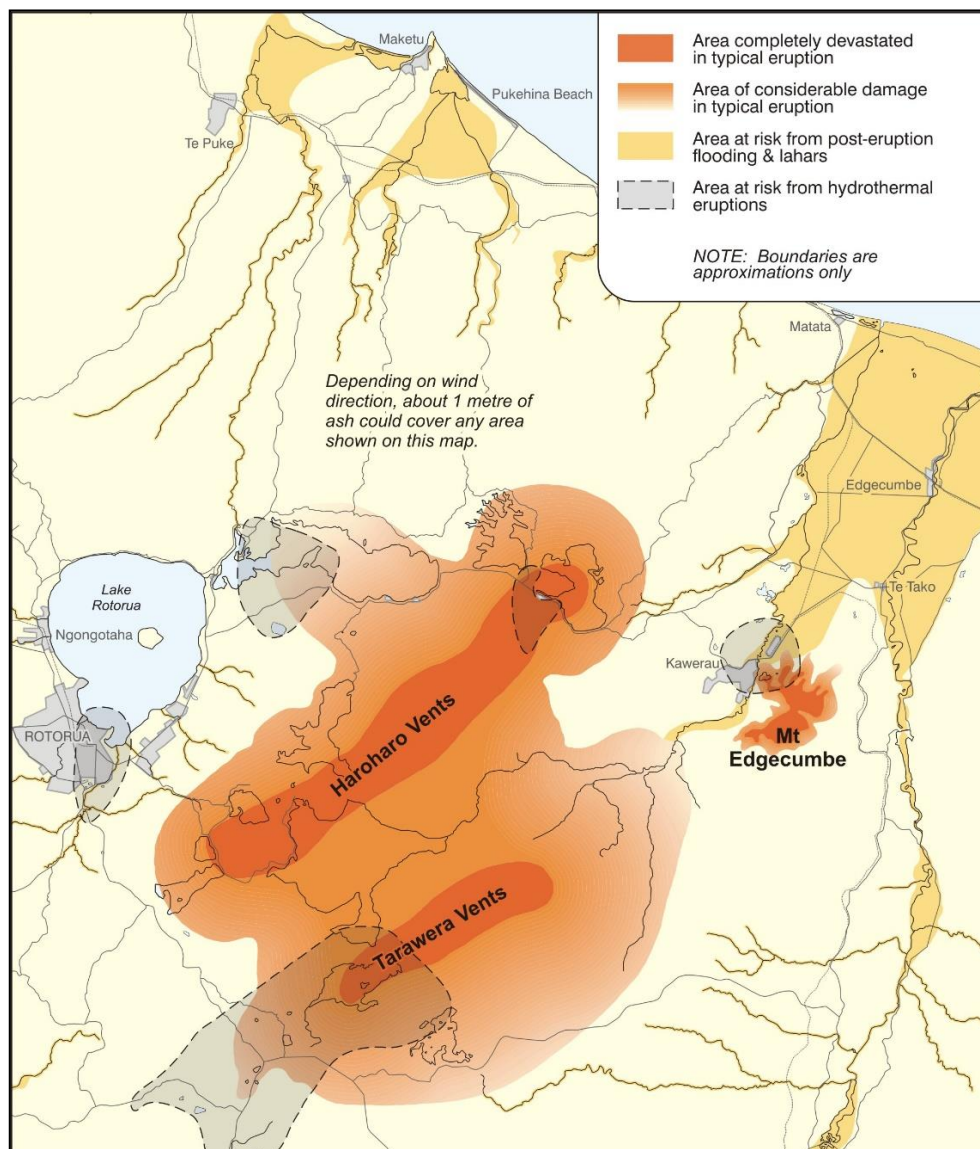 Maketu
Pukehina Beach
Te Puke
Area completely devastated
in typical eruption
Area of considerable damage
in typical eruption
Area at risk from post-eruption
flooding & lahars
Area at risk from hydrothermal
eruptions
NOTE: Boundaries are
approximations only
Matata
Depending on wind
direction, about 1 metre of
ash could cover any area
shown on this map.
Edgecumbe
Lake
Rotorua
Te Tako
Ngongotaha
Kawerau
ROTORUA
Haroharo Vents
Mt
Edgecumbe
Tarawera Vents